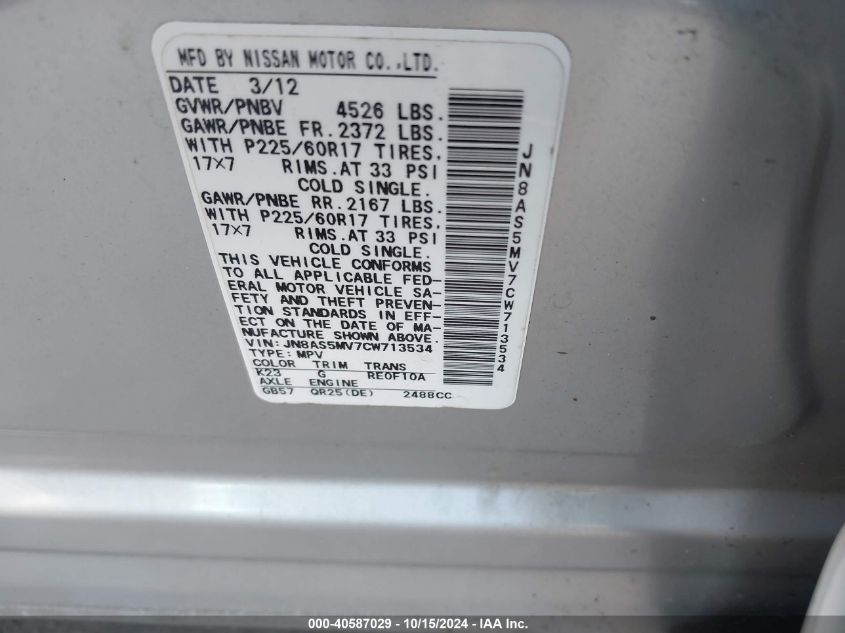 MFD BY NISSAN MOTOR CO.,LTD.
DATE 3/12
GVWR/PNBV 4526 LBS.
GAWR/PNBE FR.2372 LBS.
WITH P225/60R17 TIRES,
17×7 RIMS.AT 33 PSI
COLD SINGLE.
GAWR/PNBE RR.2167 LBS.
WITH P225/60R17 TIRES,
17×7 RIMS.AT 33 PSI
COLD SINGLE.
THIS VEHICLE CONFORMS
TO ALL APPLICABLE FED-
ERAL MOTOR VEHICLE SA-
FETY AND THEFT PREVEN-
TION STANDARDS IN EFF-
ECT ON THE DATE OF MA-
NUFACTURE SHOWN ABOVE.
VIN: JN8AS5MV7CW713534
TYPE: MPV
COLOR TRIM TRANS
K23 G RE0F10A
AXLE ENGINE
GB57 QR25(DE) 2488CC
JN8AS5MV7CW713534
000-40587029 - 10/15/2024 - IAA Inc.